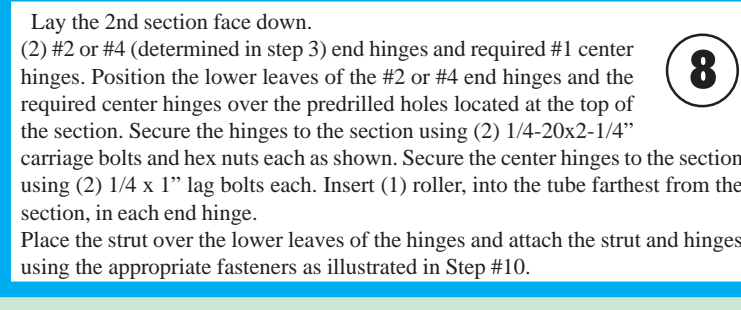 Lay the 2nd section face down.
(2) #2 or #4 (determined in step 3) end hinges and required #1 center
hinges. Position the lower leaves of the #2 or #4 end hinges and the
required center hinges over the predrilled holes located at the top of
the section. Secure the hinges to the section using (2) 1/4-20x2-1/4”
carriage bolts and hex nuts each as shown. Secure the center hinges to the section
using (2) 1/4 x 1” lag bolts each. Insert (1) roller, into the tube farthest from the
section, in each end hinge.
Place the strut over the lower leaves of the hinges and attach the strut and hinges
using the appropriate fasteners as illustrated in Step #10.
8